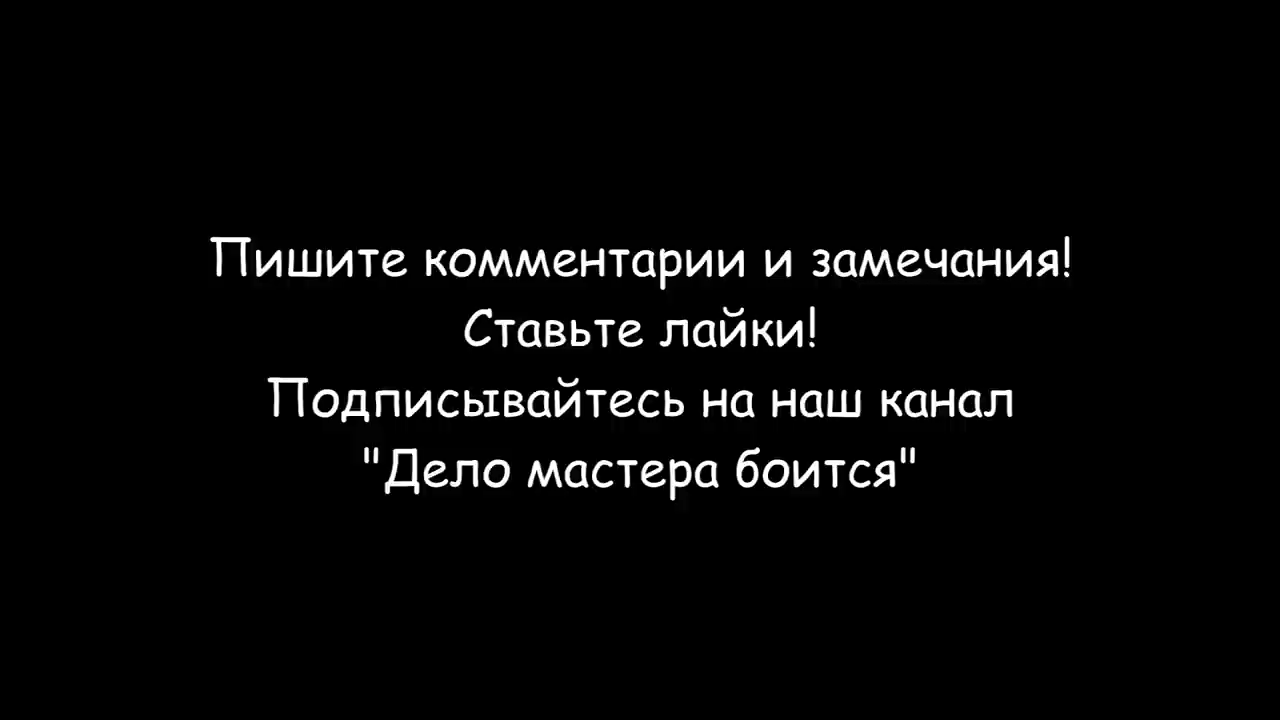 Пишите комментарии и замечания!
Ставьте лайки!
Подписывайтесь на наш канал
"Дело мастера боится"